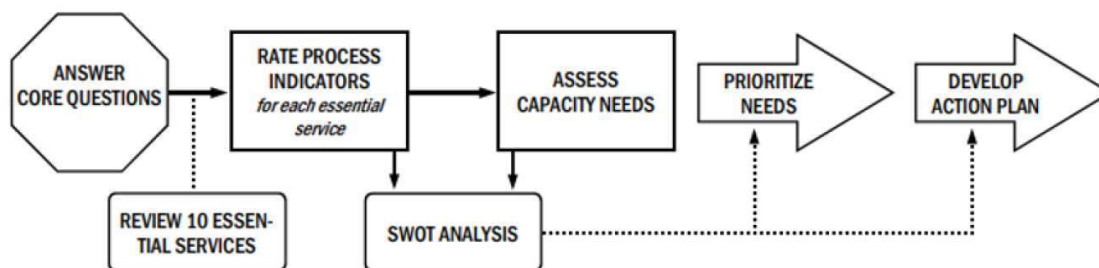 ANSWER
CORE QUESTIONS
RATE PROCESS
INDICATORS
for each essential
service
ASSESS
CAPACITY NEEDS
PRIORITIZE
NEEDS
DEVELOP
ACTION PLAN
REVIEW 10 ESSEN-
TIAL SERVICES
SWOT ANALYSIS